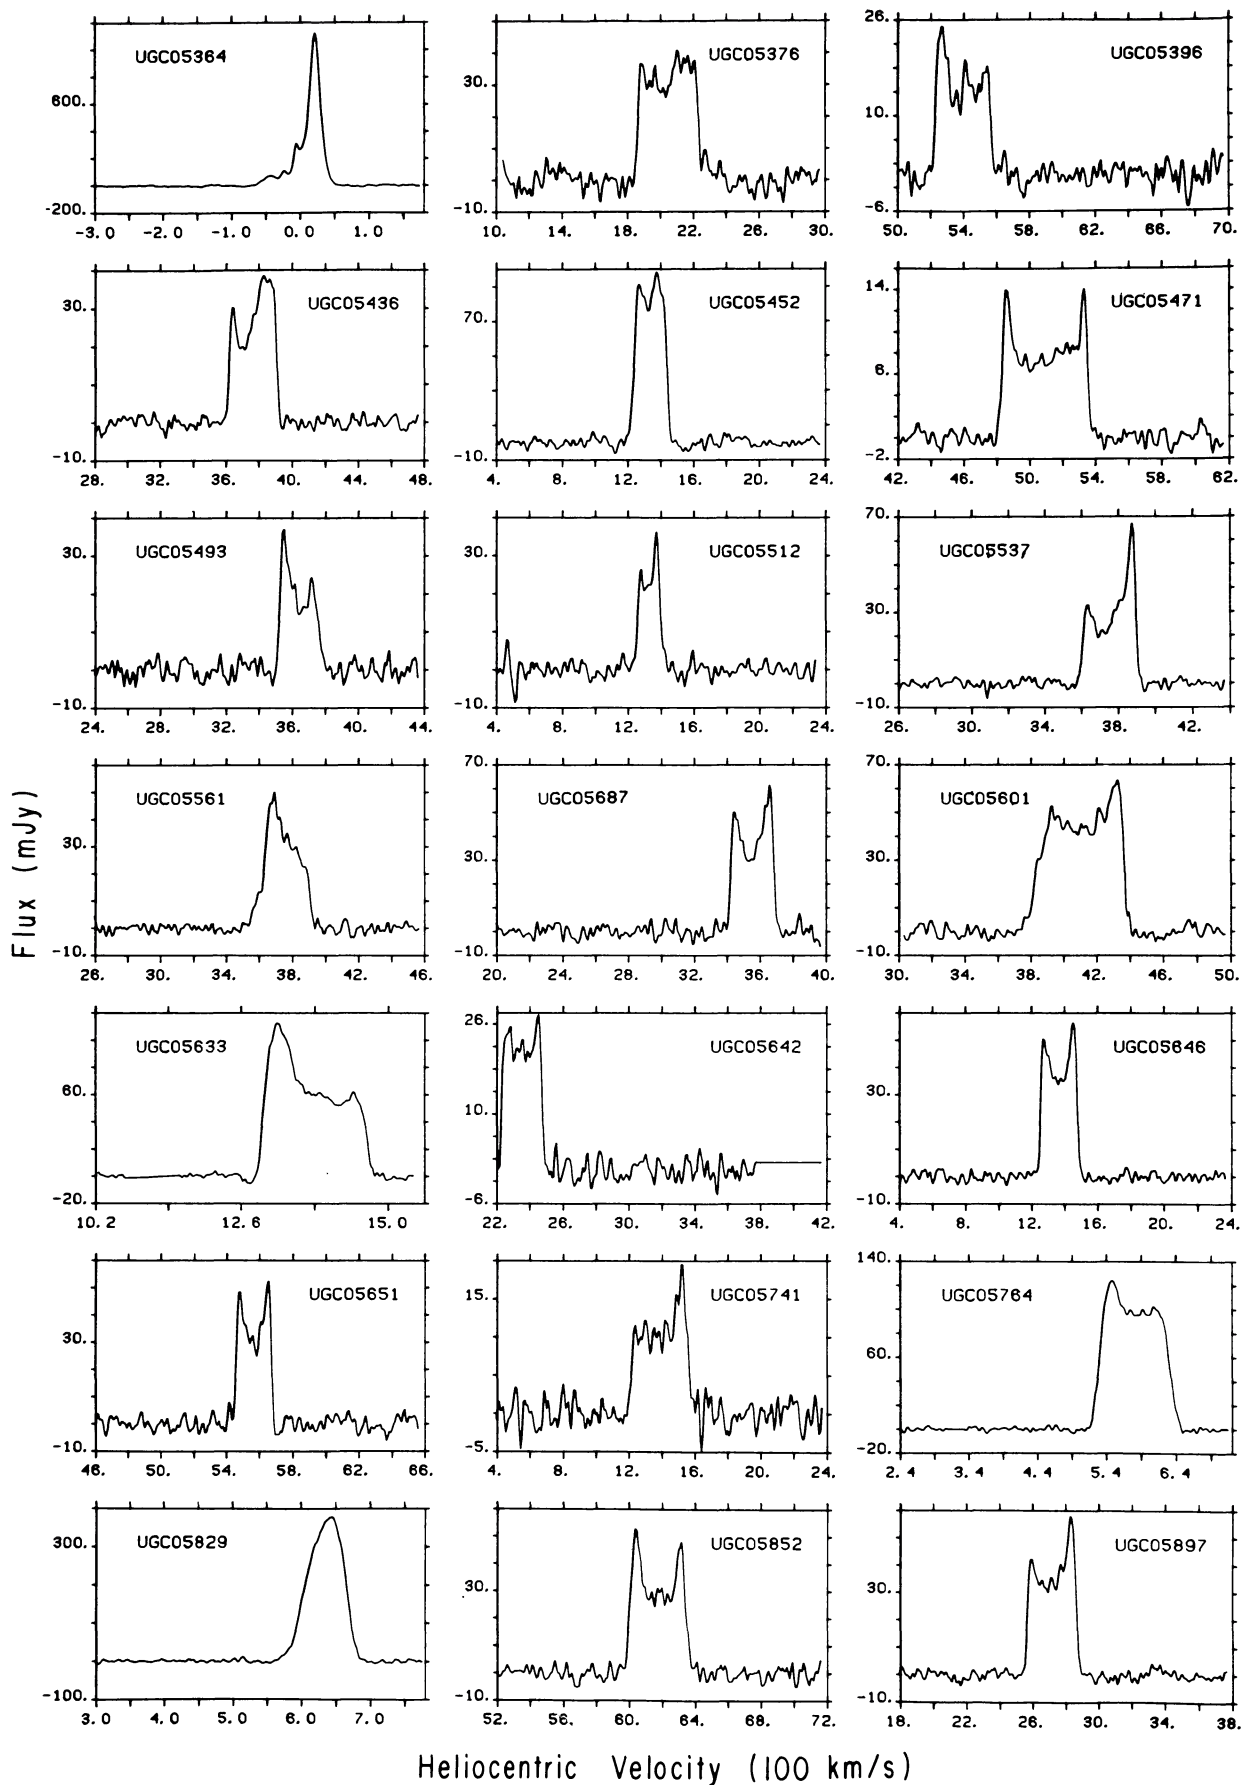 UGC05364
600.
-200.
-3.0 -2.0 -1.0 0.0 1.0
UGC05376
30.
-10.
10. 14. 18. 22. 26. 30.
UGC05396
26.
10.
-6.
50. 54. 58. 62. 66. 70.
UGC05436
30.
-10.
28. 32. 36. 40. 44. 48.
UGC05452
70.
-10.
4. 8. 12. 16. 20. 24.
UGC05471
14.
6.
-2.
42. 46. 50. 54. 58. 62.
UGC05493
30.
-10.
24. 28. 32. 36. 40. 44.
UGC05512
30.
-10.
4. 8. 12. 16. 20. 24.
UGC05537
70.
30.
-10.
26. 30. 34. 38. 42.
UGC05561
30.
-10.
26. 30. 34. 38. 42. 46.
UGC05687
70.
30.
-10.
20. 24. 28. 32. 36. 40.
UGC05601
70.
30.
-10.
30. 34. 38. 42. 46. 50.
UGC05633
60.
-20.
10.2 12.6 15.0
UGC05642
26.
10.
-6.
22. 26. 30. 34. 38. 42.
UGC05646
30.
-10.
4. 8. 12. 16. 20. 24.
UGC05651
30.
-10.
46. 50. 54. 58. 62. 66.
UGC05741
15.
5.
-5.
4. 8. 12. 16. 20. 24.
UGC05764
140.
60.
-20.
2.4 3.4 4.4 5.4 6.4
UGC05829
300.
-100.
3.0 4.0 5.0 6.0 7.0
UGC05852
30.
-10.
52. 56. 60. 64. 68. 72.
UGC05897
30.
-10.
18. 22. 26. 30. 34. 38.
Flux (mJy)
Heliocentric Velocity (100 km/s)